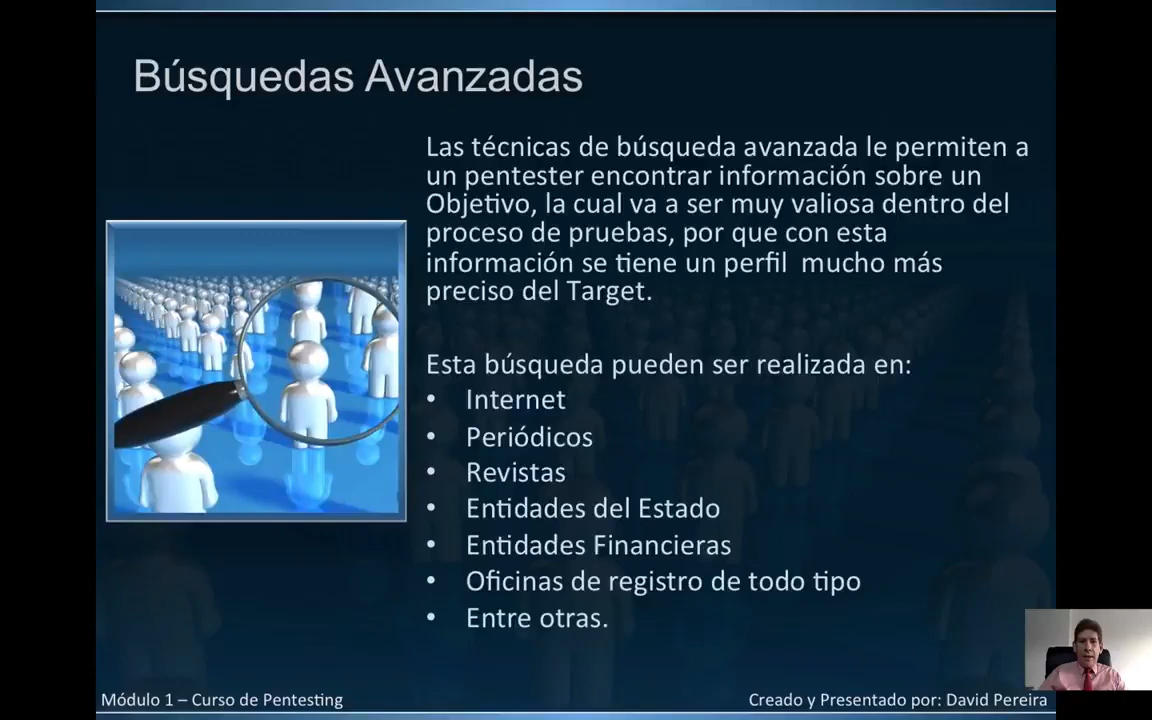 Búsquedas Avanzadas
Las técnicas de búsqueda avanzada le permiten a
un pentester encontrar información sobre un
Objetivo, la cual va a ser muy valiosa dentro del
proceso de pruebas, por que con esta
información se tiene un perfil mucho más
preciso del Target.
Esta búsqueda pueden ser realizada en:
• Internet
• Periódicos
• Revistas
• Entidades del Estado
• Entidades Financieras
• Oficinas de registro de todo tipo
• Entre otras.
Módulo 1 – Curso de Pentesting
Creado y Presentado por: David Pereira